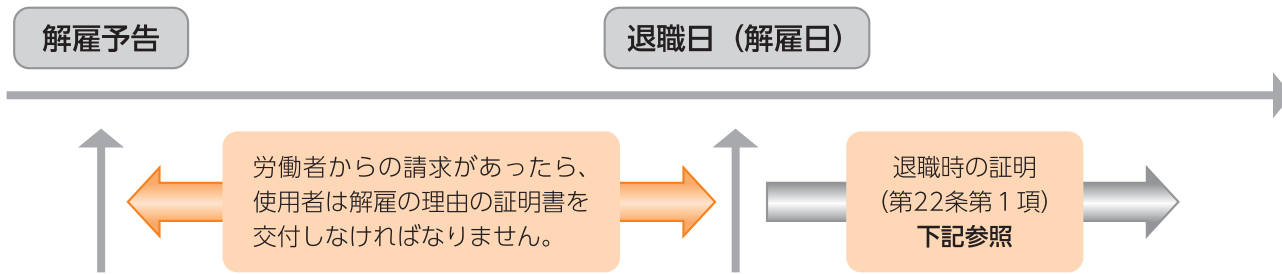 解雇予告
退職日（解雇日）
労働者からの請求があったら、
使用者は解雇の理由の証明書を
交付しなければなりません。
退職時の証明
(第22条第１項)
下記参照